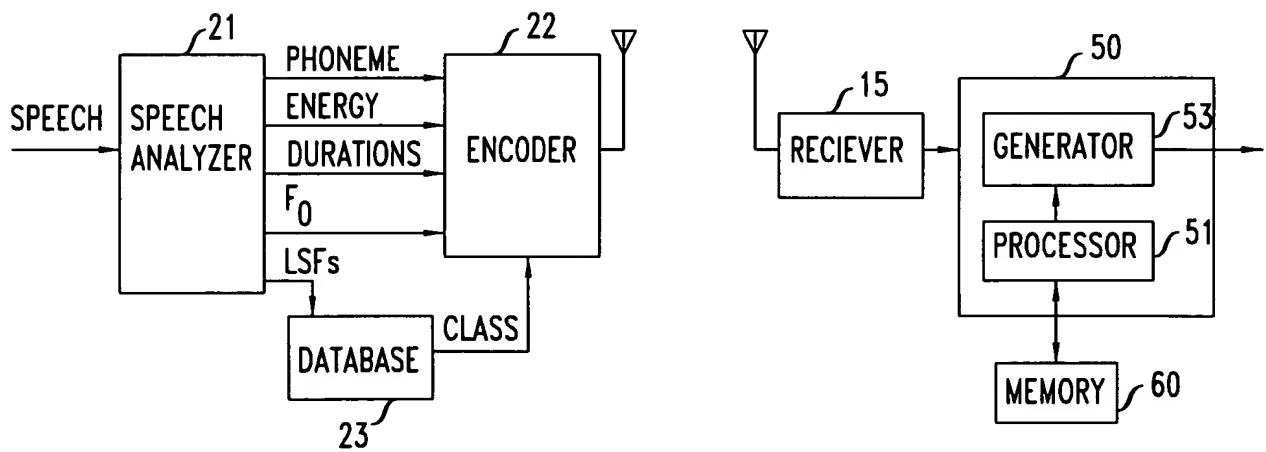 21
SPEECH
SPEECH
ANALYZER
PHONEME
ENERGY
DURATIONS
F0
LSFs
22
ENCODER
DATABASE
23
CLASS
15
RECIEVER
50
GENERATOR
53
PROCESSOR
51
MEMORY
60